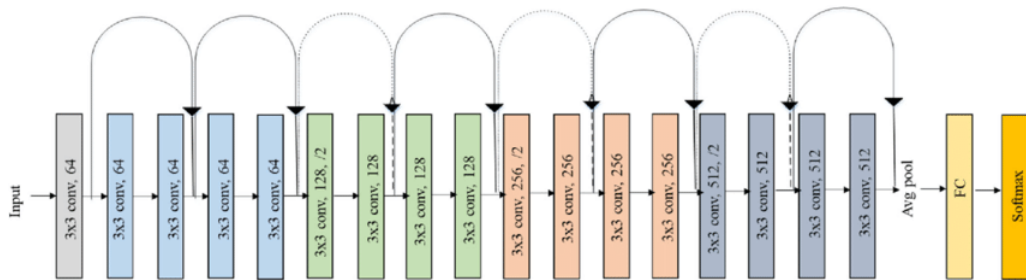 Input
3x3 conv, 64
3x3 conv, 64
3x3 conv, 64
3x3 conv, 64
3x3 conv, 64
3x3 conv, 128, /2
3x3 conv, 128
3x3 conv, 128
3x3 conv, 128
3x3 conv, 256, /2
3x3 conv, 256
3x3 conv, 256
3x3 conv, 256
3x3 conv, 512, /2
3x3 conv, 512
3x3 conv, 512
3x3 conv, 512
Avg pool
FC
Softmax